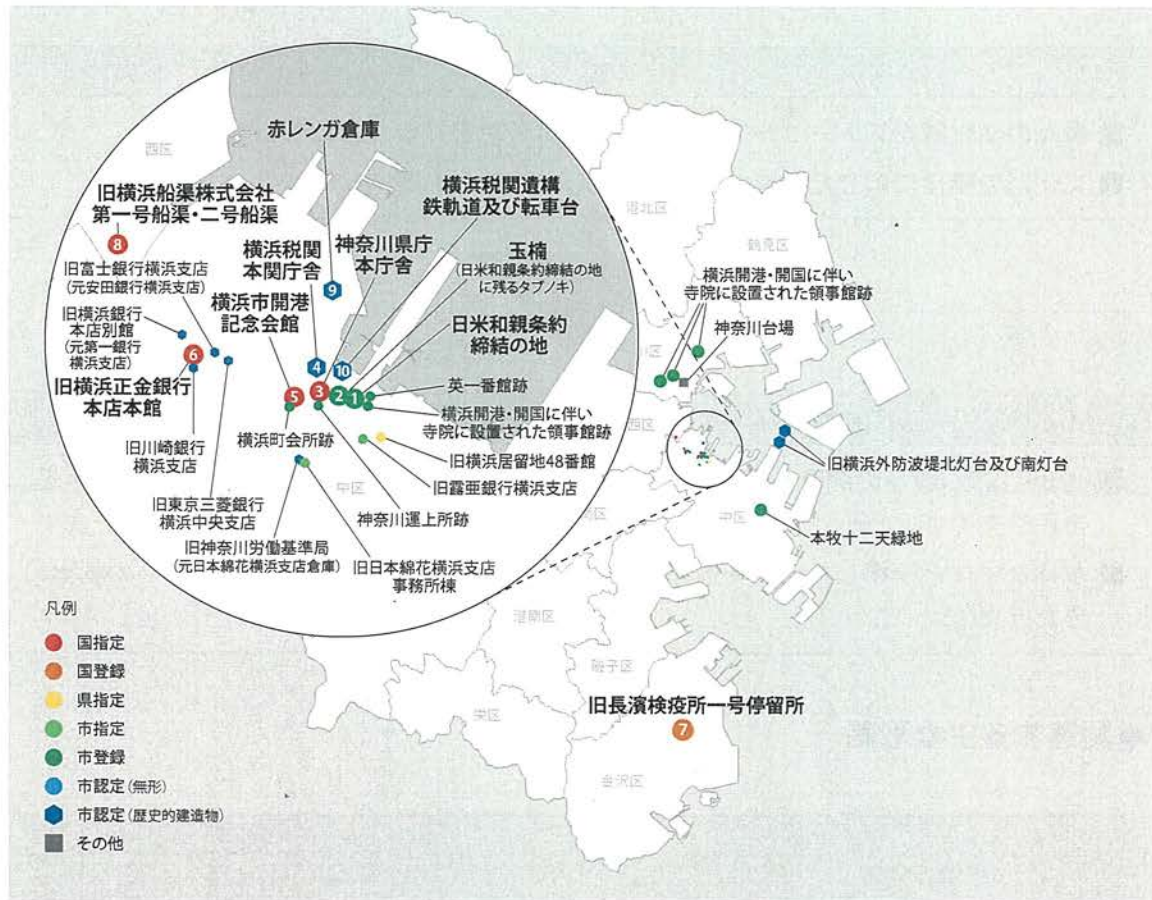 西区
赤レンガ倉庫
旧横浜船渠株式会社
第一号船渠・二号船渠
8
横浜税関遺構
鉄軌道及び転車台
横浜税関
本関庁舎
神奈川県庁
本庁舎
玉楠
(日米和親条約締結の地
に残るタブノキ)
旧富士銀行横浜支店
(元安田銀行横浜支店)
9
横浜市開港
記念会館
旧横浜銀行
本店別館
(元第一銀行
横浜支店)
日米和親条約
締結の地
6
4
10
旧横浜正金銀行
本店本館
5
3
2
1
英一番館跡
横浜開港・開国に伴い
寺院に設置された領事館跡
横浜町会所跡
旧川崎銀行
横浜支店
旧横浜居留地48番館
中区
旧露亜銀行横浜支店
旧東京三菱銀行
横浜中央支店
神奈川運上所跡
旧神奈川労働基準局
(元日本綿花横浜支店倉庫)
旧日本綿花横浜支店
事務所棟
港北区
鶴見区
横浜開港・開国に伴い
寺院に設置された領事館跡
神奈川台場
西区
旧横浜外防波堤北灯台及び南灯台
中区
本牧十二天緑地
港南区
磯子区
栄区
旧長濱検疫所一号停留所
7
金沢区
凡例
国指定
国登録
県指定
市指定
市登録
市認定(無形)
市認定(歴史的建造物)
その他